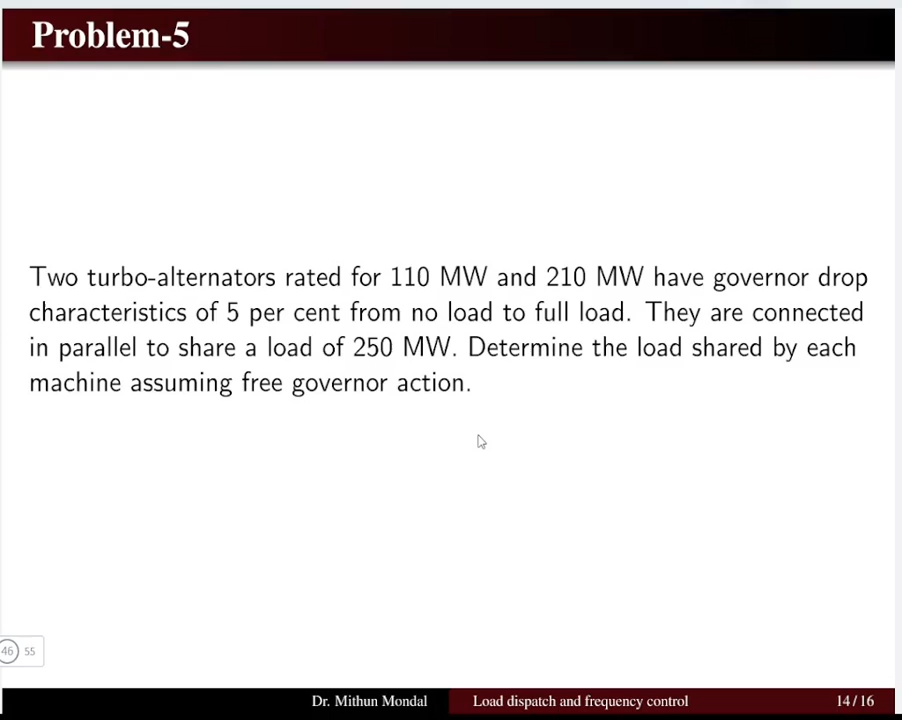 Problem-5
Two turbo-alternators rated for 110 MW and 210 MW have governor drop
characteristics of 5 per cent from no load to full load. They are connected
in parallel to share a load of 250 MW. Determine the load shared by each
machine assuming free governor action.
46 55
Dr. Mithun Mondal Load dispatch and frequency control 14/16